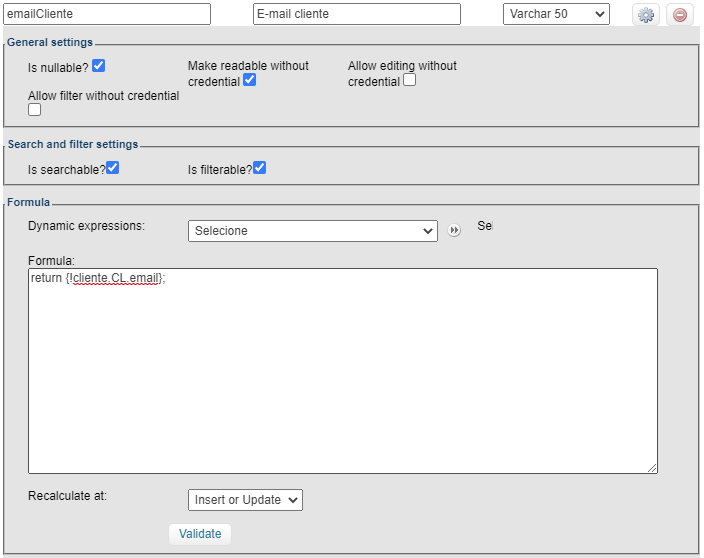 emailCliente E-mail cliente Varchar 50
General settings
Is nullable? Make readable without credential Allow editing without credential
Allow filter without credential
Search and filter settings
Is searchable? Is filterable?
Formula
Dynamic expressions: Selecione Sel
Formula:
return {!cliente.CL.email};
Recalculate at: Insert or Update
Validate